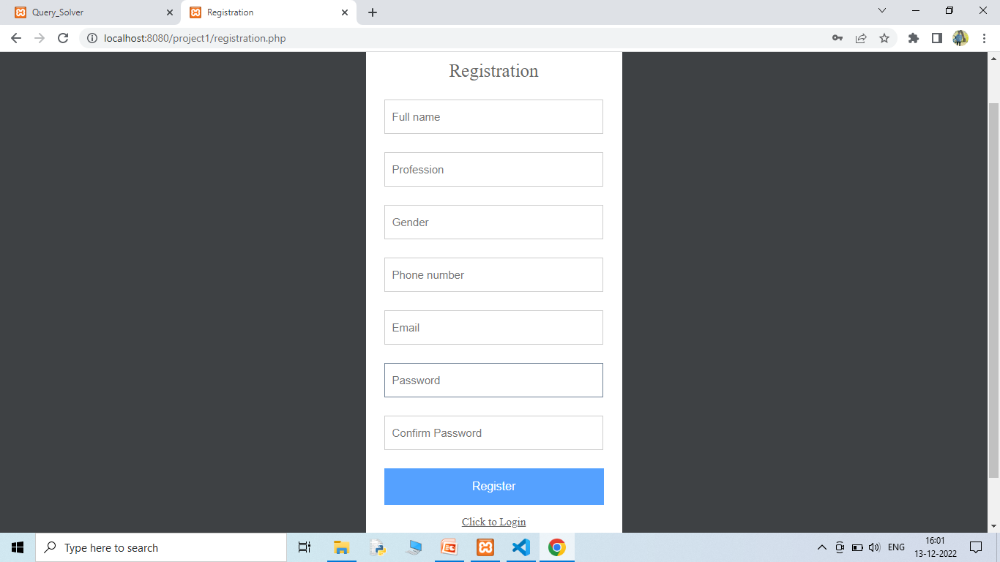 Query_Solver
Registration
localhost:8080/project1/registration.php
Registration
Full name
Profession
Gender
Phone number
Email
Password
Confirm Password
Register
Click to Login
Type here to search
ENG
16:01
13-12-2022